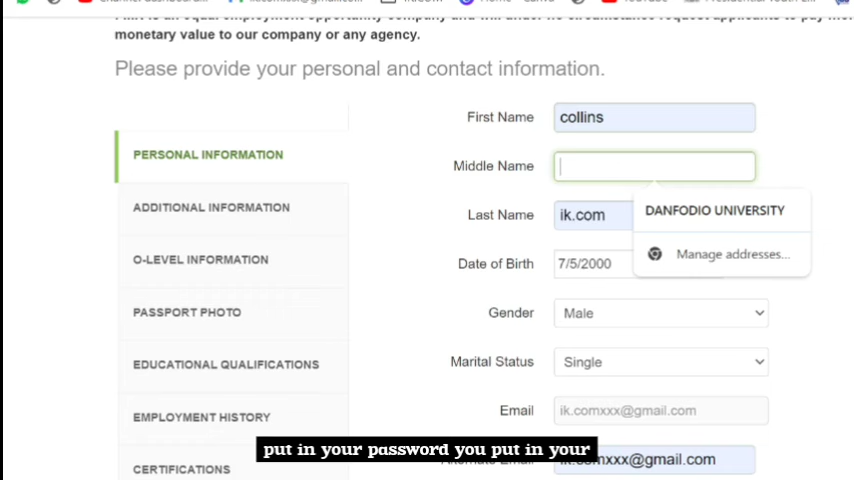 monetary value to our company or any agency.
Please provide your personal and contact information.
First Name
collins
PERSONAL INFORMATION
Middle Name
ADDITIONAL INFORMATION
Last Name
ik.com
DANFODIO UNIVERSITY
Manage addresses...
O-LEVEL INFORMATION
Date of Birth
7/5/2000
PASSPORT PHOTO
Gender
Male
EDUCATIONAL QUALIFICATIONS
Marital Status
Single
EMPLOYMENT HISTORY
Email
ik.comxxx@gmail.com
put in your password you put in your
CERTIFICATIONS
ik.comxxx@gmail.com